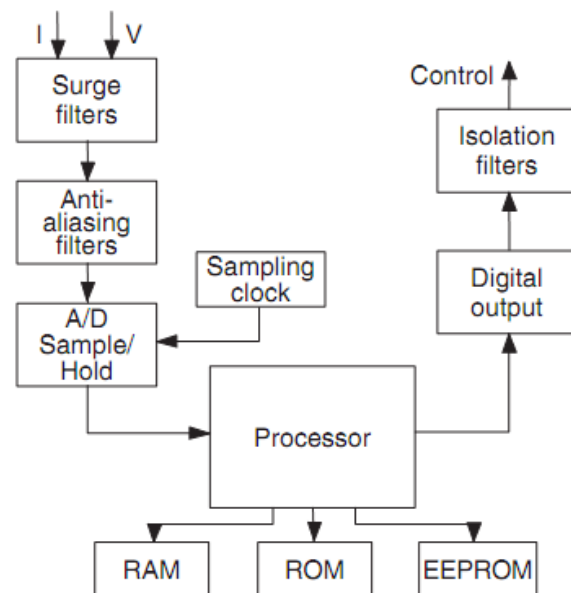 I
V
Surge
filters
Anti-
aliasing
filters
A/D
Sample/
Hold
Sampling
clock
Processor
RAM
ROM
EEPROM
Digital
output
Isolation
filters
Control